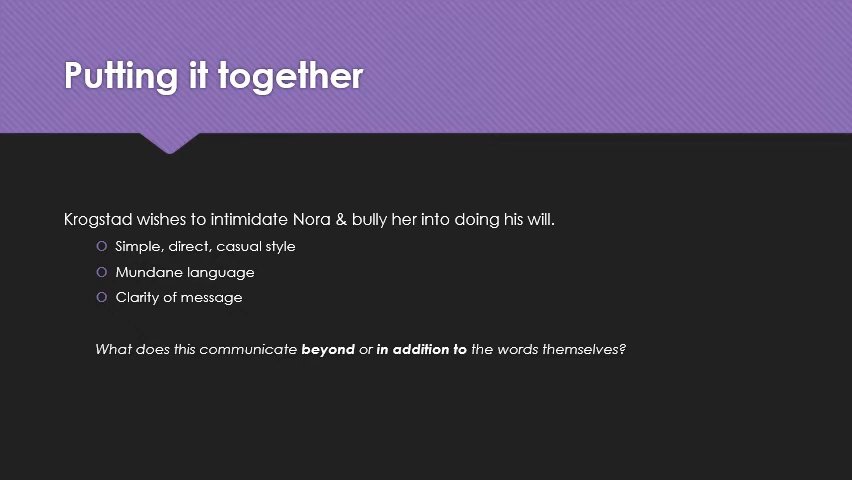 Putting it together
Krogstad wishes to intimidate Nora & bully her into doing his will.
Simple, direct, casual style
Mundane language
Clarity of message
What does this communicate beyond or in addition to the words themselves?